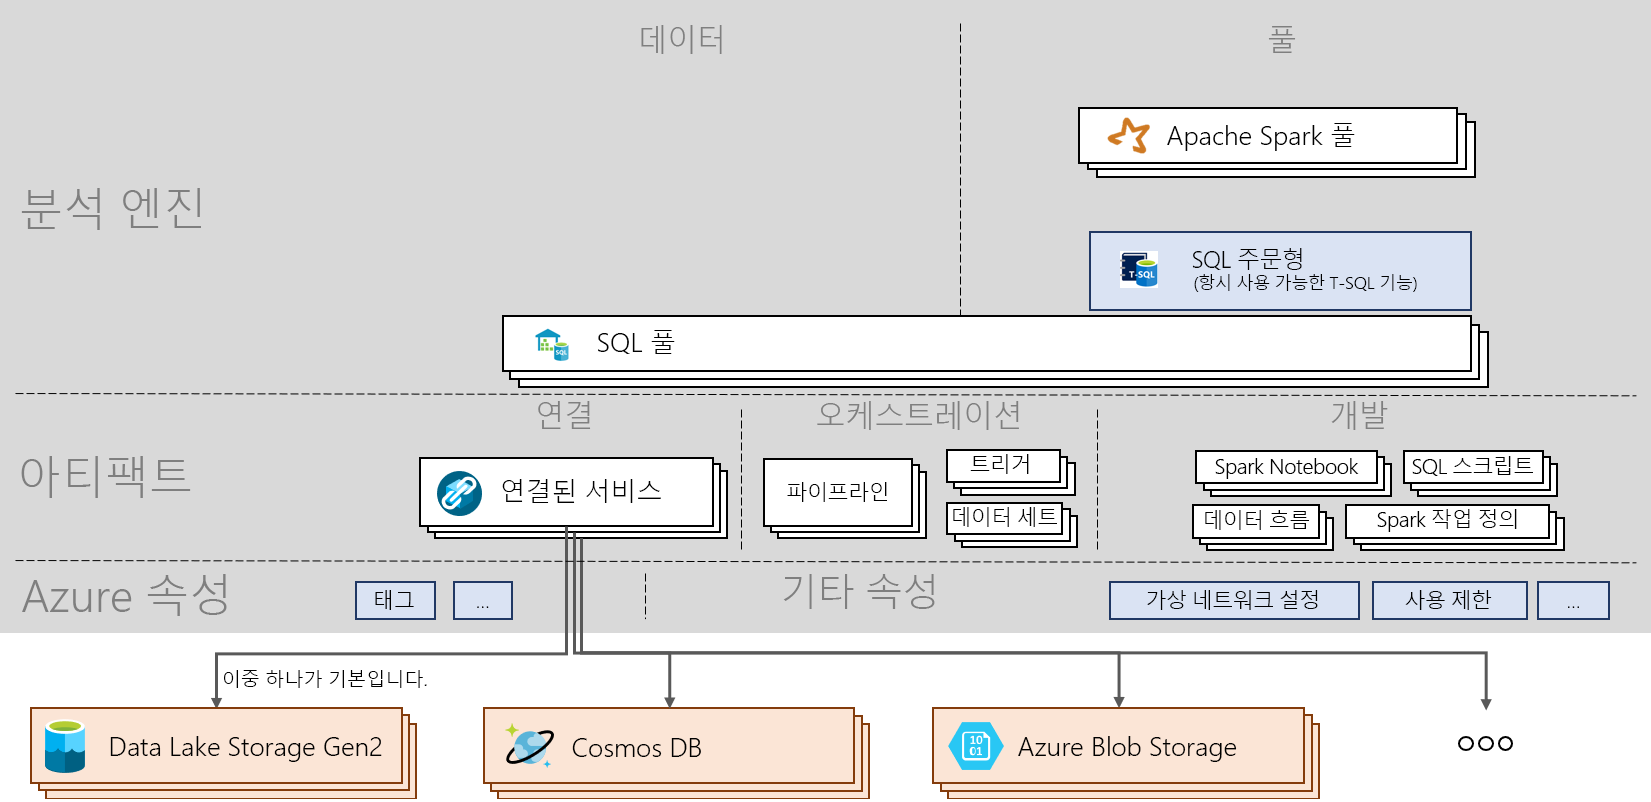 데이터
풀
Apache Spark 풀
분석 엔진
SQL 주문형
(항시 사용 가능한 T-SQL 기능)
T-SQL
SQL 풀
SQL
연결
오케스트레이션
개발
아티팩트
연결된 서비스
파이프라인
트리거
데이터 세트
Spark Notebook
SQL 스크립트
데이터 흐름
Spark 작업 정의
Azure 속성
태그
...
기타 속성
가상 네트워크 설정
사용 제한
...
이중 하나가 기본입니다.
Data Lake Storage Gen2
Cosmos DB
10
01
Azure Blob Storage